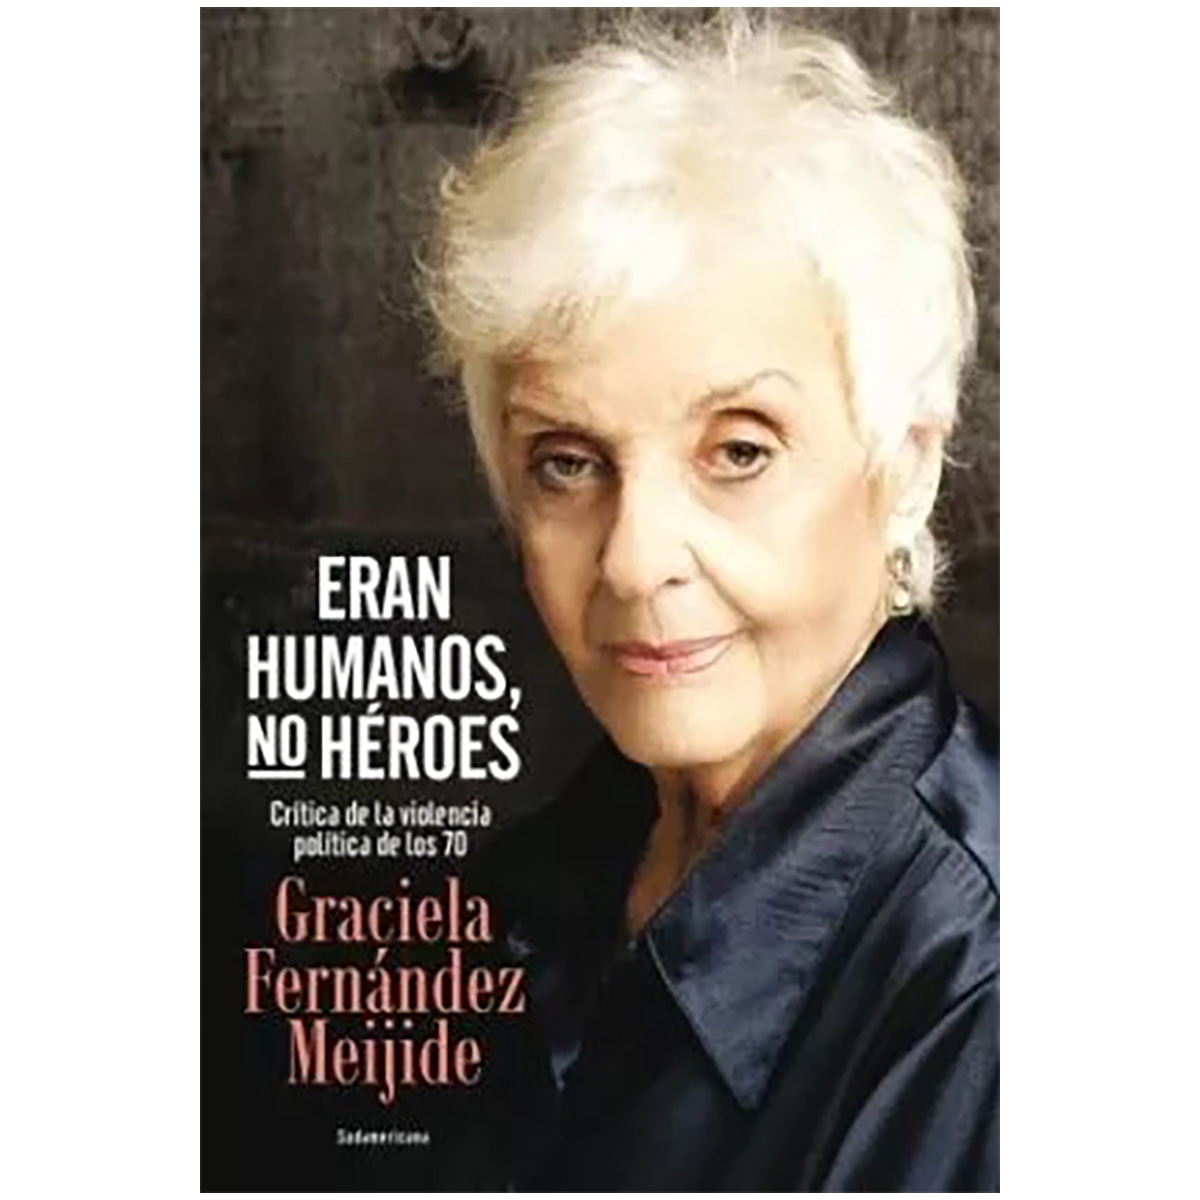 ERAN
HUMANOS,
NO HÉROES
Crítica de la violencia
política de los 70
Graciela
Fernández
Meijide
Sudamericana